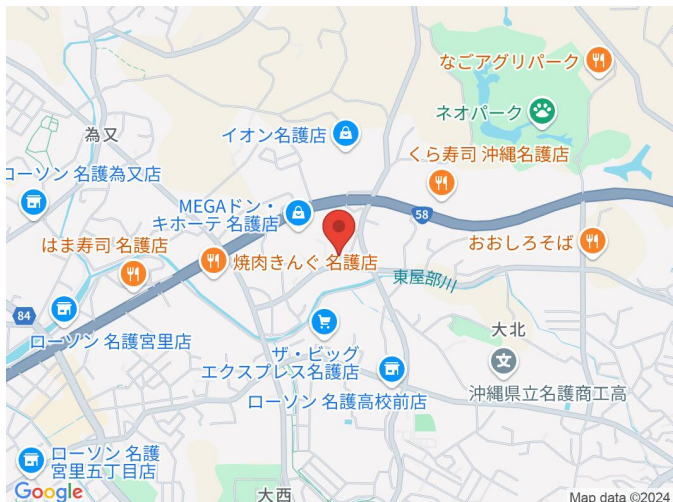 なごアグリパーク
ネオパーク
為又
イオン名護店
くら寿司 沖縄名護店
ローソン 名護為又店
MEGAドン・
キホーテ 名護店
58
はま寿司 名護店
焼肉きんぐ 名護店
おおしろそば
東屋部川
84
ローソン 名護宮里店
大北
ザ・ビッグ
エクスプレス名護店
沖縄県立名護商工高
ローソン 名護高校前店
ローソン 名護
宮里五丁目店
Google
大西
Map data ©2024